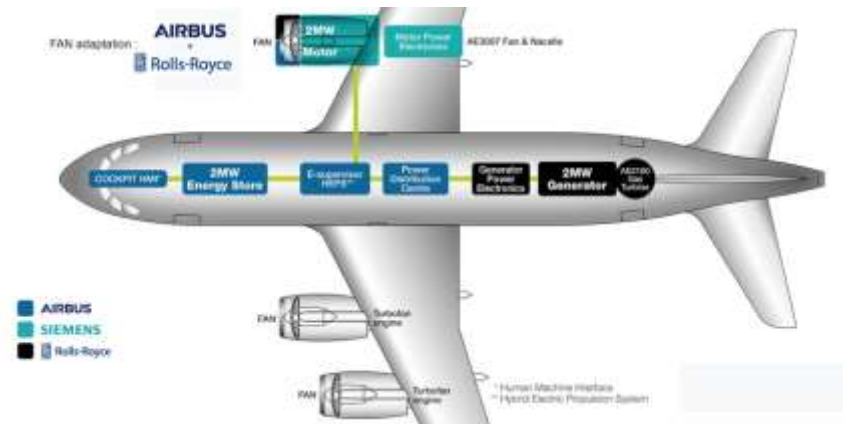 FAN adaptation :
AIRBUS
+
Rolls-Royce
FAN
2MW
Motor
Motor Power
Electronics
AE3007 Fan & Nacelle
COCKPIT HMI*
2MW
Energy Store
E-supervisor
HEPS**
Power
Distribution
Centre
Generator
Power
Electronics
2MW
Generator
AE2100
Gas
Turbine
FAN
Turbofan
engine
FAN
Turbofan
engine
AIRBUS
SIEMENS
Rolls-Royce
* Human Machine Interface
** Hybrid Electric Propulsion System